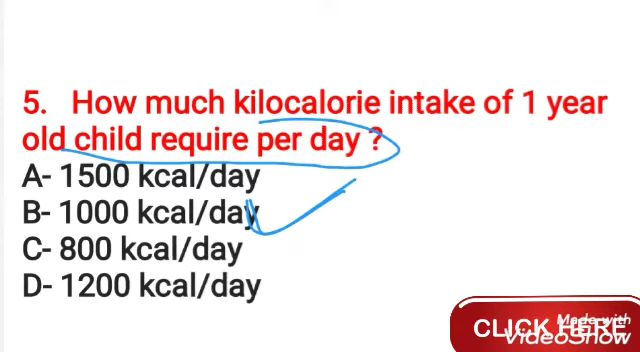 5. How much kilocalorie intake of 1 year
old child require per day ?
A- 1500 kcal/day
B- 1000 kcal/day
C- 800 kcal/day
D- 1200 kcal/day
CLICK HERE
Made with
VideoShow